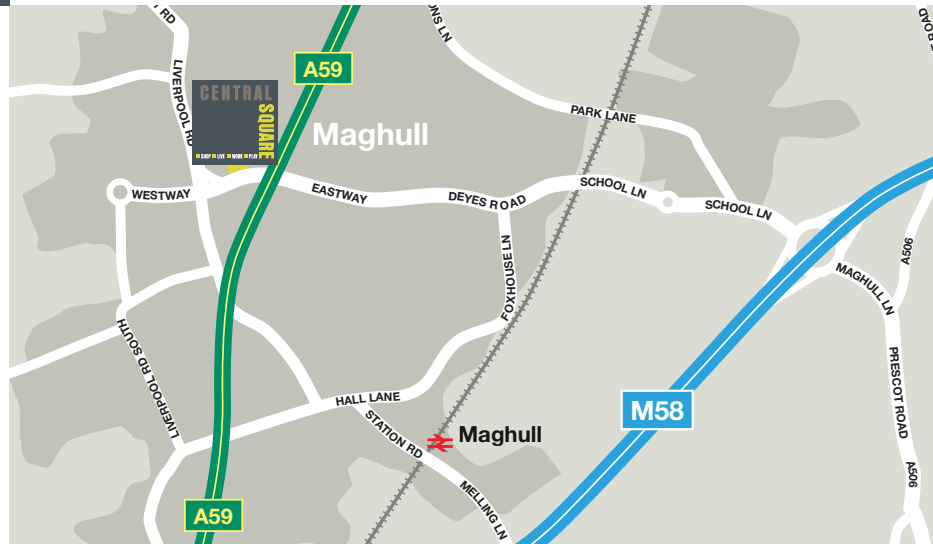 RD
ONS LN
T ROAD
A59
LIVERPOOL RD
CENTRAL
SQUARE
SHOP LIVE WORK PLAY
Maghull
PARK LANE
WESTWAY
EASTWAY
DEYES ROAD
SCHOOL LN
SCHOOL LN
A506
FOXHOUSE LN
MAGHULL LN
LIVERPOOL RD SOUTH
PRESCOT ROAD
HALL LANE
M58
STATION RD
Maghull
A506
MELLING LN
A59